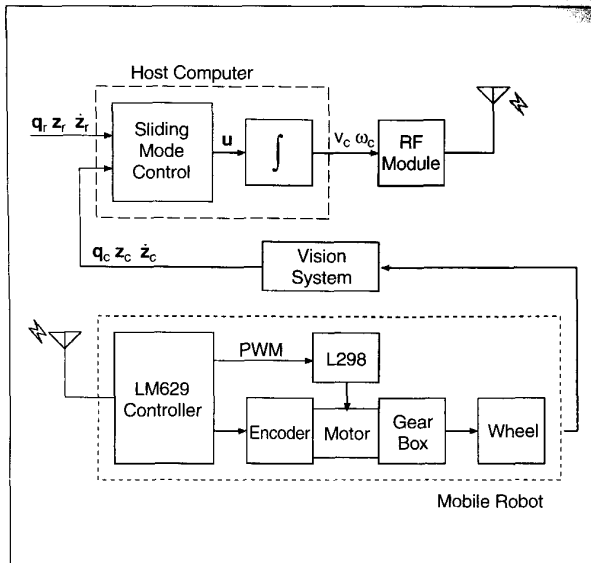 Host Computer
q_r z_r ż_r
Sliding
Mode
Control
u
∫
v_c ω_c
RF
Module
q_c z_c ż_c
Vision
System
PWM
L298
LM629
Controller
Encoder
Motor
Gear
Box
Wheel
Mobile Robot